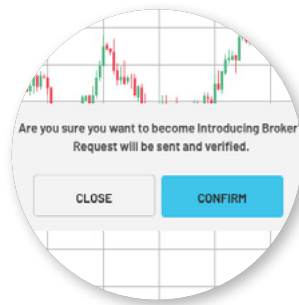 Are you sure you want to become Introducing Broker
Request will be sent and verified.
CLOSE
CONFIRM